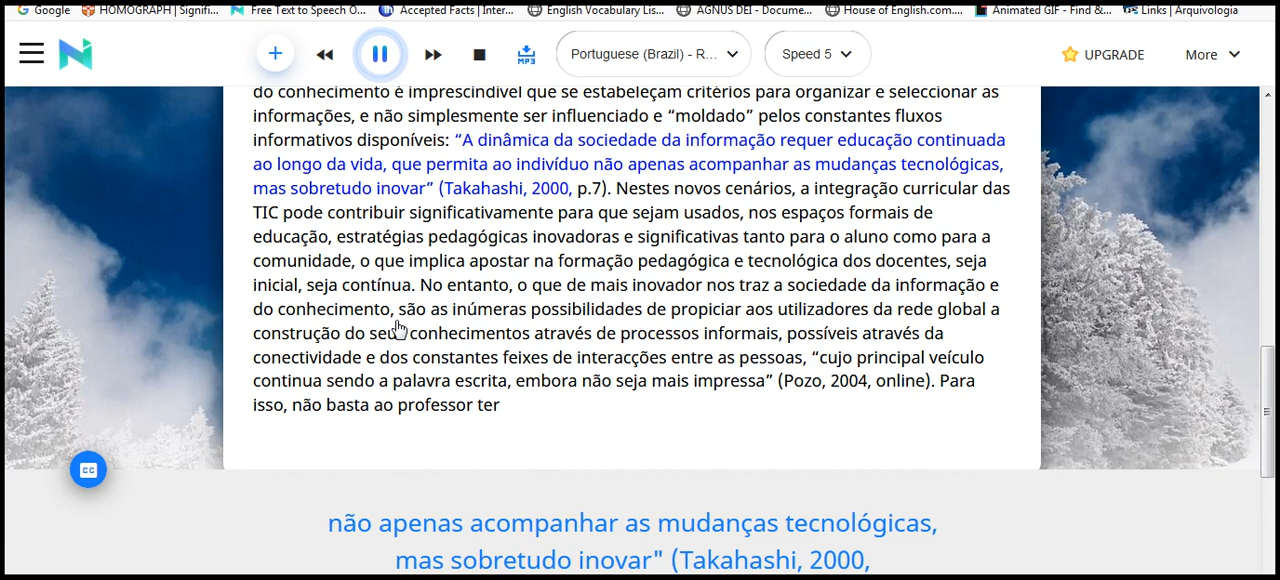 Google HOMOGRAPH | Signifi... Free Text to Speech O... Accepted Facts | Inter... English Vocabulary Lis... AGNUS DEI - Docume... House of English.com.... Animated GIF - Find &... Links | Arquivologia
+ MP3 Portuguese (Brazil) - R... Speed 5 UPGRADE More
do conhecimento é imprescindível que se estabeleçam critérios para organizar e seleccionar as
informações, e não simplesmente ser influenciado e “moldado” pelos constantes fluxos
informativos disponíveis: “A dinâmica da sociedade da informação requer educação continuada
ao longo da vida, que permita ao indivíduo não apenas acompanhar as mudanças tecnológicas,
mas sobretudo inovar” (Takahashi, 2000, p.7). Nestes novos cenários, a integração curricular das
TIC pode contribuir significativamente para que sejam usados, nos espaços formais de
educação, estratégias pedagógicas inovadoras e significativas tanto para o aluno como para a
comunidade, o que implica apostar na formação pedagógica e tecnológica dos docentes, seja
inicial, seja contínua. No entanto, o que de mais inovador nos traz a sociedade da informação e
do conhecimento, são as inúmeras possibilidades de propiciar aos utilizadores da rede global a
construção do seus conhecimentos através de processos informais, possíveis através da
conectividade e dos constantes feixes de interacções entre as pessoas, “cujo principal veículo
continua sendo a palavra escrita, embora não seja mais impressa” (Pozo, 2004, online). Para
isso, não basta ao professor ter
CC
não apenas acompanhar as mudanças tecnológicas,
mas sobretudo inovar" (Takahashi, 2000,